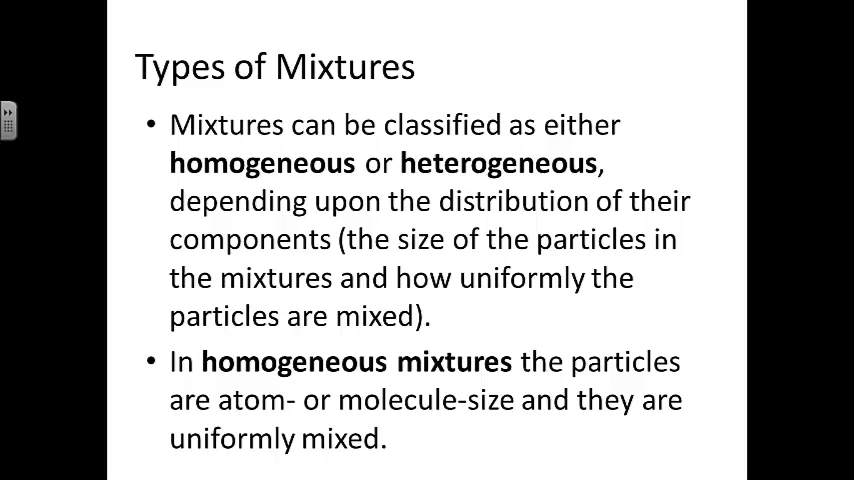 Types of Mixtures
• Mixtures can be classified as either
homogeneous or heterogeneous,
depending upon the distribution of their
components (the size of the particles in
the mixtures and how uniformly the
particles are mixed).
• In homogeneous mixtures the particles
are atom- or molecule-size and they are
uniformly mixed.